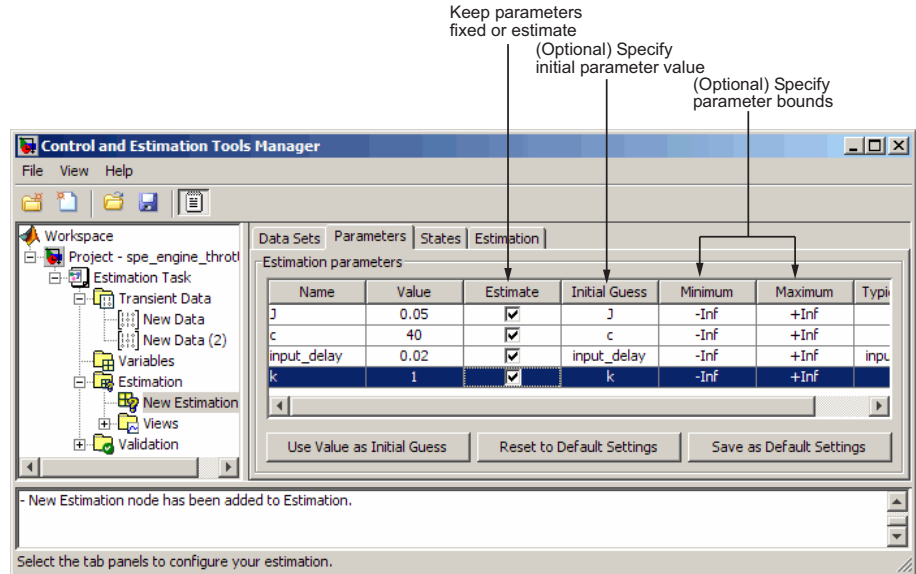 Keep parameters
fixed or estimate
(Optional) Specify
initial parameter value
(Optional) Specify
parameter bounds
Control and Estimation Tools Manager
File View Help
Workspace
Project - spe_engine_throtl
Estimation Task
Transient Data
New Data
New Data (2)
Variables
Estimation
New Estimation
Views
Validation
Data Sets Parameters States Estimation
Estimation parameters
Name Value Estimate Initial Guess Minimum Maximum Typi
J 0.05 J -Inf +Inf
c 40 c -Inf +Inf
input_delay 0.02 input_delay -Inf +Inf inpu
k 1 k -Inf +Inf
Use Value as Initial Guess Reset to Default Settings Save as Default Settings
- New Estimation node has been added to Estimation.
Select the tab panels to configure your estimation.